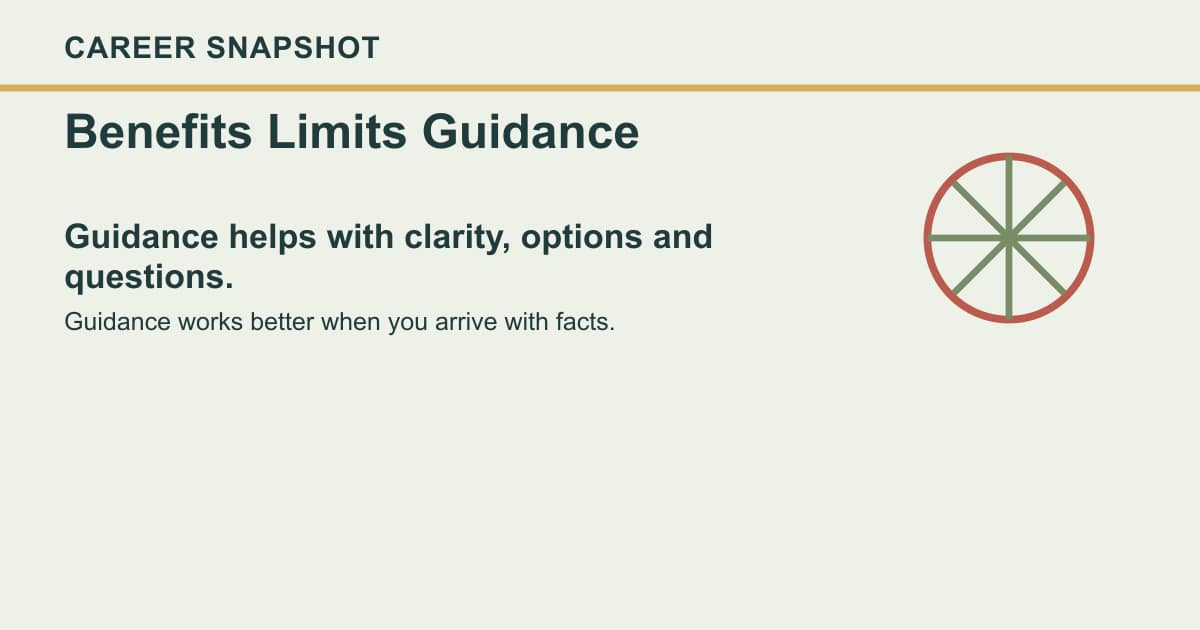 CAREER SNAPSHOT
Benefits Limits Guidance
Guidance helps with clarity, options and
questions.
Guidance works better when you arrive with facts.